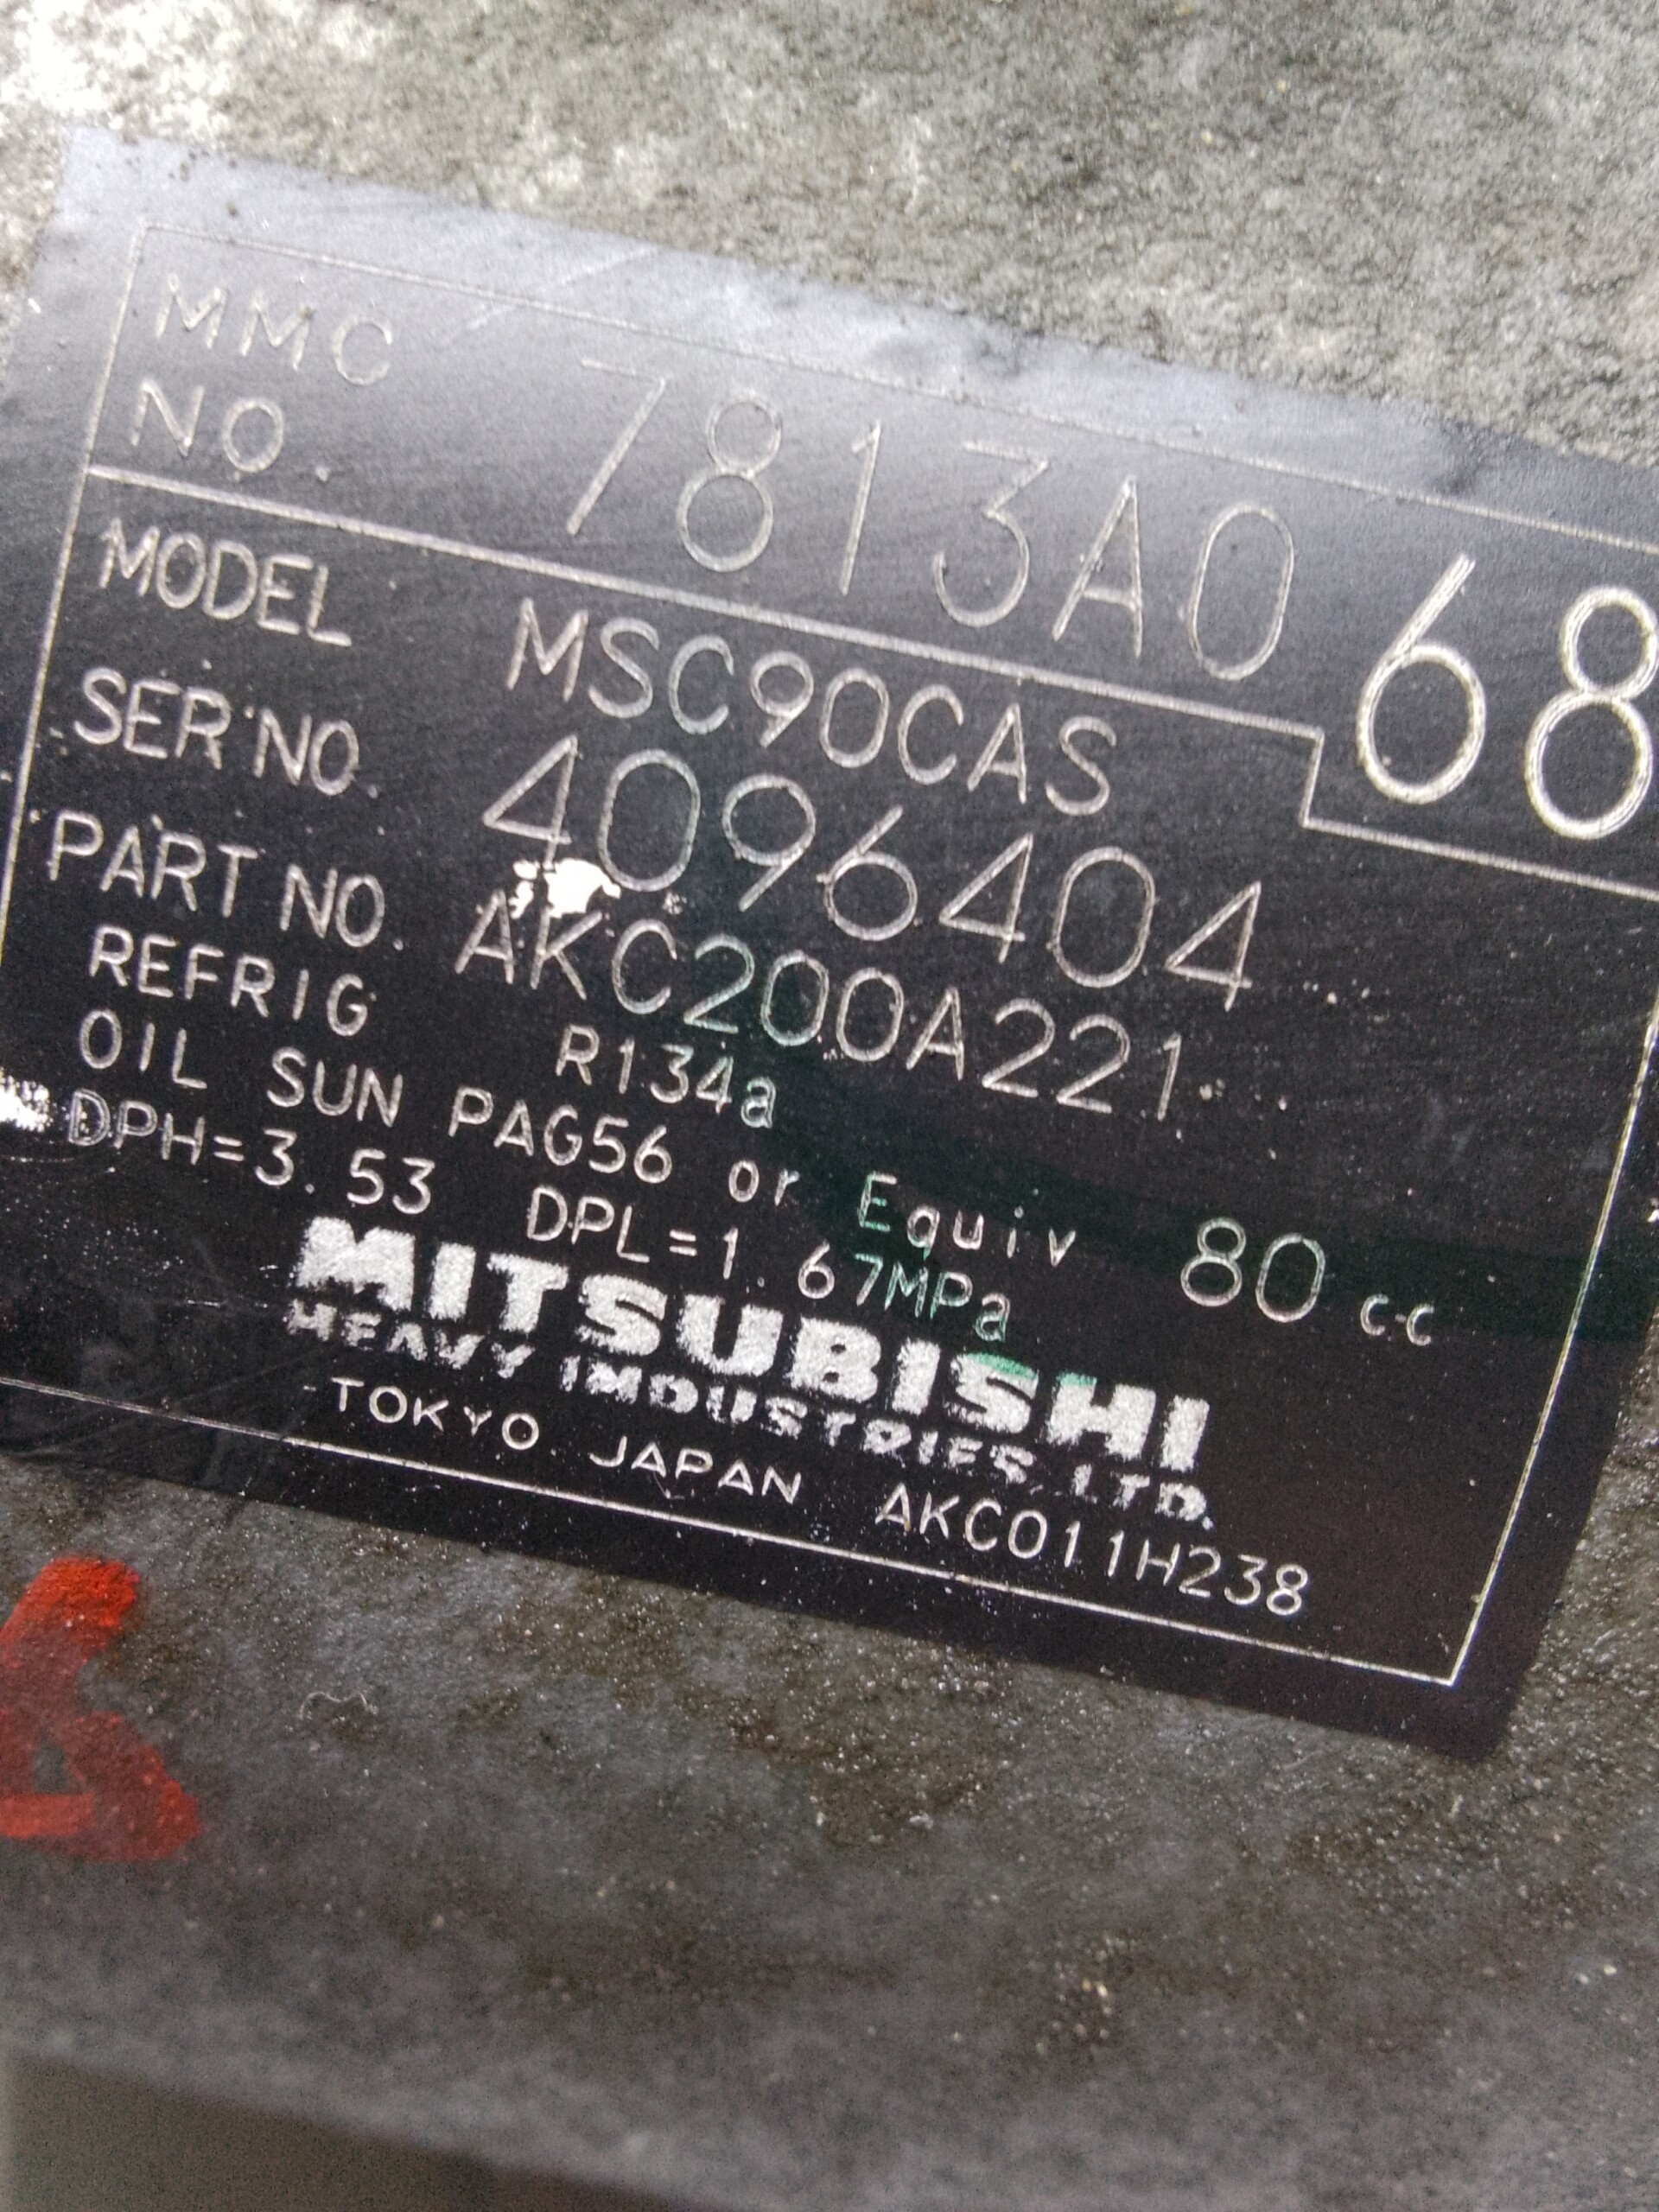 MMC
NO. 7813A068
MODEL MSC90CAS
SER NO. 4096404
PART NO. AKC200A221
REFRIG R134a
OIL SUN PAG56 or Equiv 80 cc
DPH=3.53 DPL=1.67MPa
MITSUBISHI
HEAVY INDUSTRIES, LTD.
TOKYO JAPAN AKC011H238